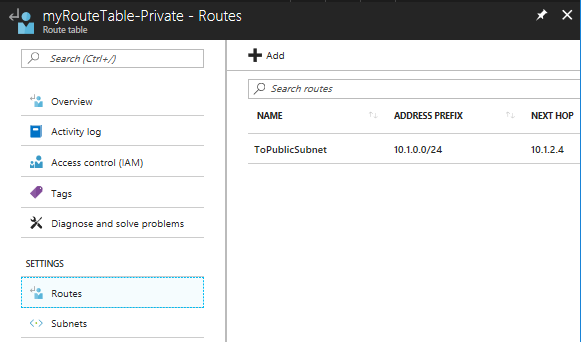 myRouteTable-Private - Routes
Route table
Search (Ctrl+/)
Overview
Activity log
Access control (IAM)
Tags
Diagnose and solve problems
SETTINGS
Routes
Subnets
Add
Search routes
NAME ADDRESS PREFIX NEXT HOP
ToPublicSubnet 10.1.0.0/24 10.1.2.4